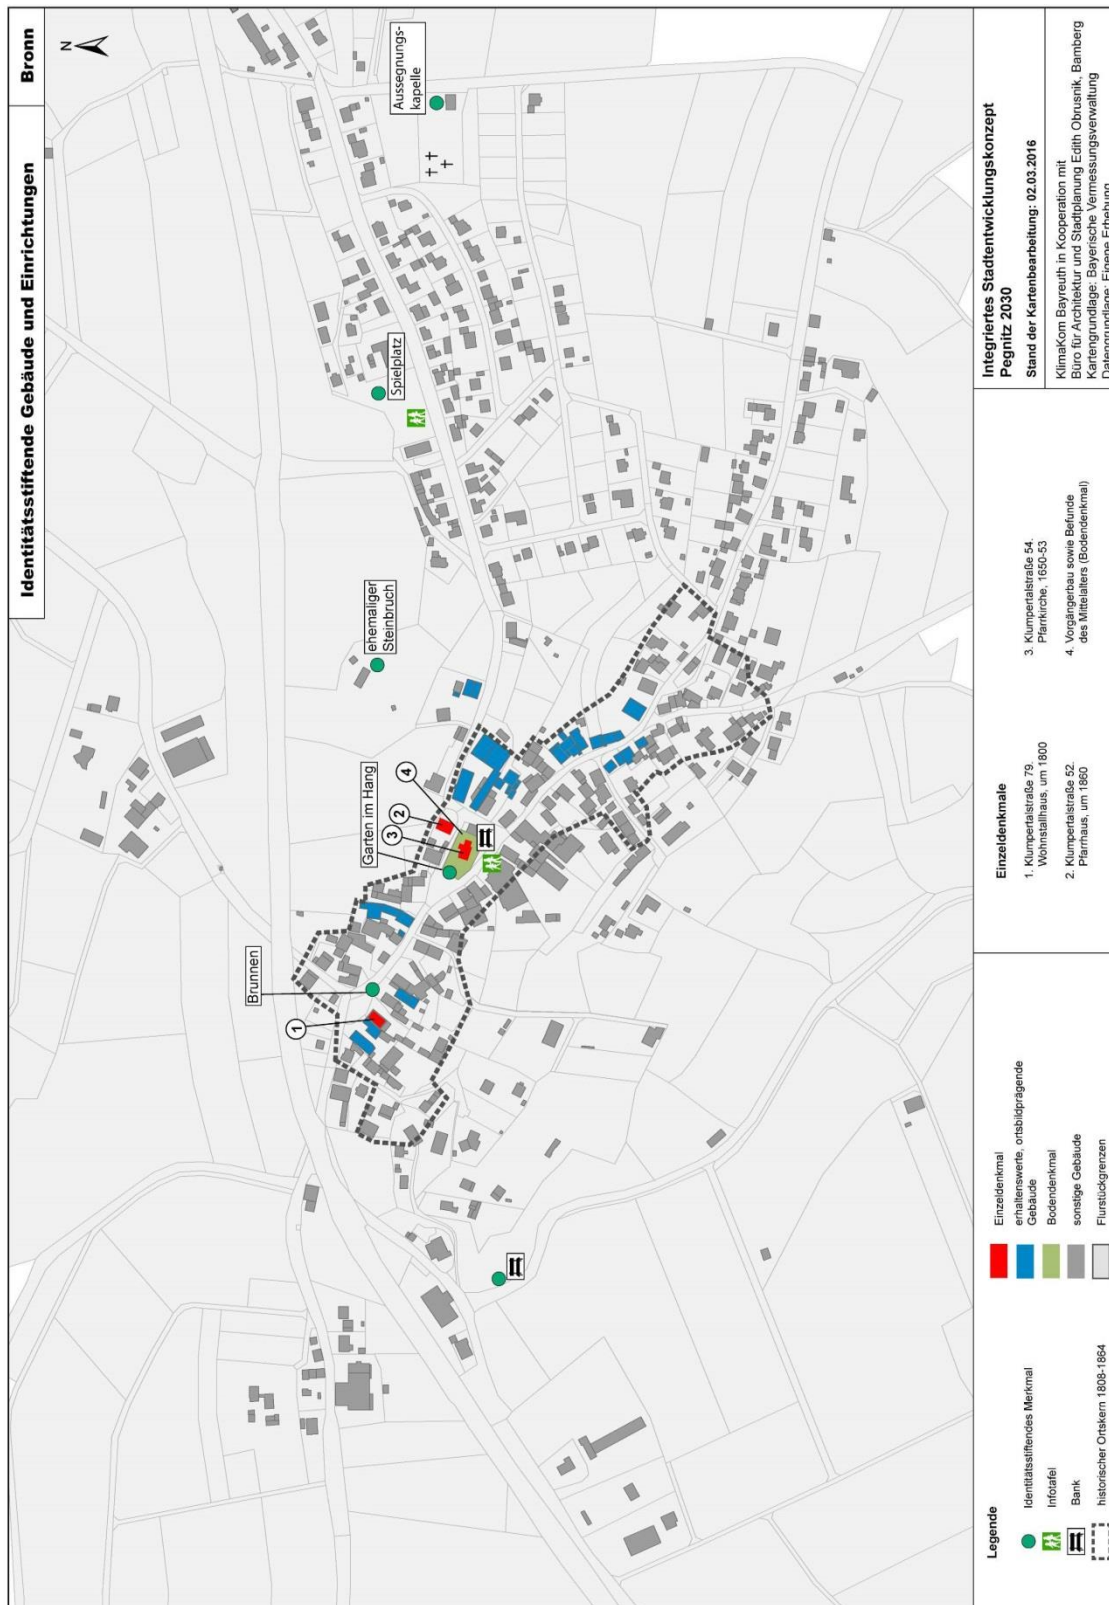 Identitätsstiftende Gebäude und Einrichtungen
Bronn
N
Aussegnungs-
kapelle
Spielplatz
ehemaliger
Steinbruch
Garten im Hang
Brunnen
1
2
3
4
Legende
Identitätsstiftendes Merkmal
Infotafel
Bank
historischer Ortskern 1808-1864
Einzeldenkmal
erhaltenswerte, ortsbildprägende
Gebäude
Bodendenkmal
sonstige Gebäude
Flurstückgrenzen
Einzeldenkmale
1. Klumpertalstraße 79.
Wohnstallhaus, um 1800
2. Klumpertalstraße 52.
Pfarrhaus, um 1860
3. Klumpertalstraße 54.
Pfarrkirche, 1650-53
4. Vorgängerbau sowie Befunde
des Mittelalters (Bodendenkmal)
Integriertes Stadtentwicklungskonzept
Pegnitz 2030
Stand der Kartenbearbeitung: 02.03.2016
KlimaKom Bayreuth in Kooperation mit
Büro für Architektur und Stadtplanung Edith Obrusnik, Bamberg
Kartengrundlage: Bayerische Vermessungsverwaltung
Datengrundlage: Eigene Erhebung